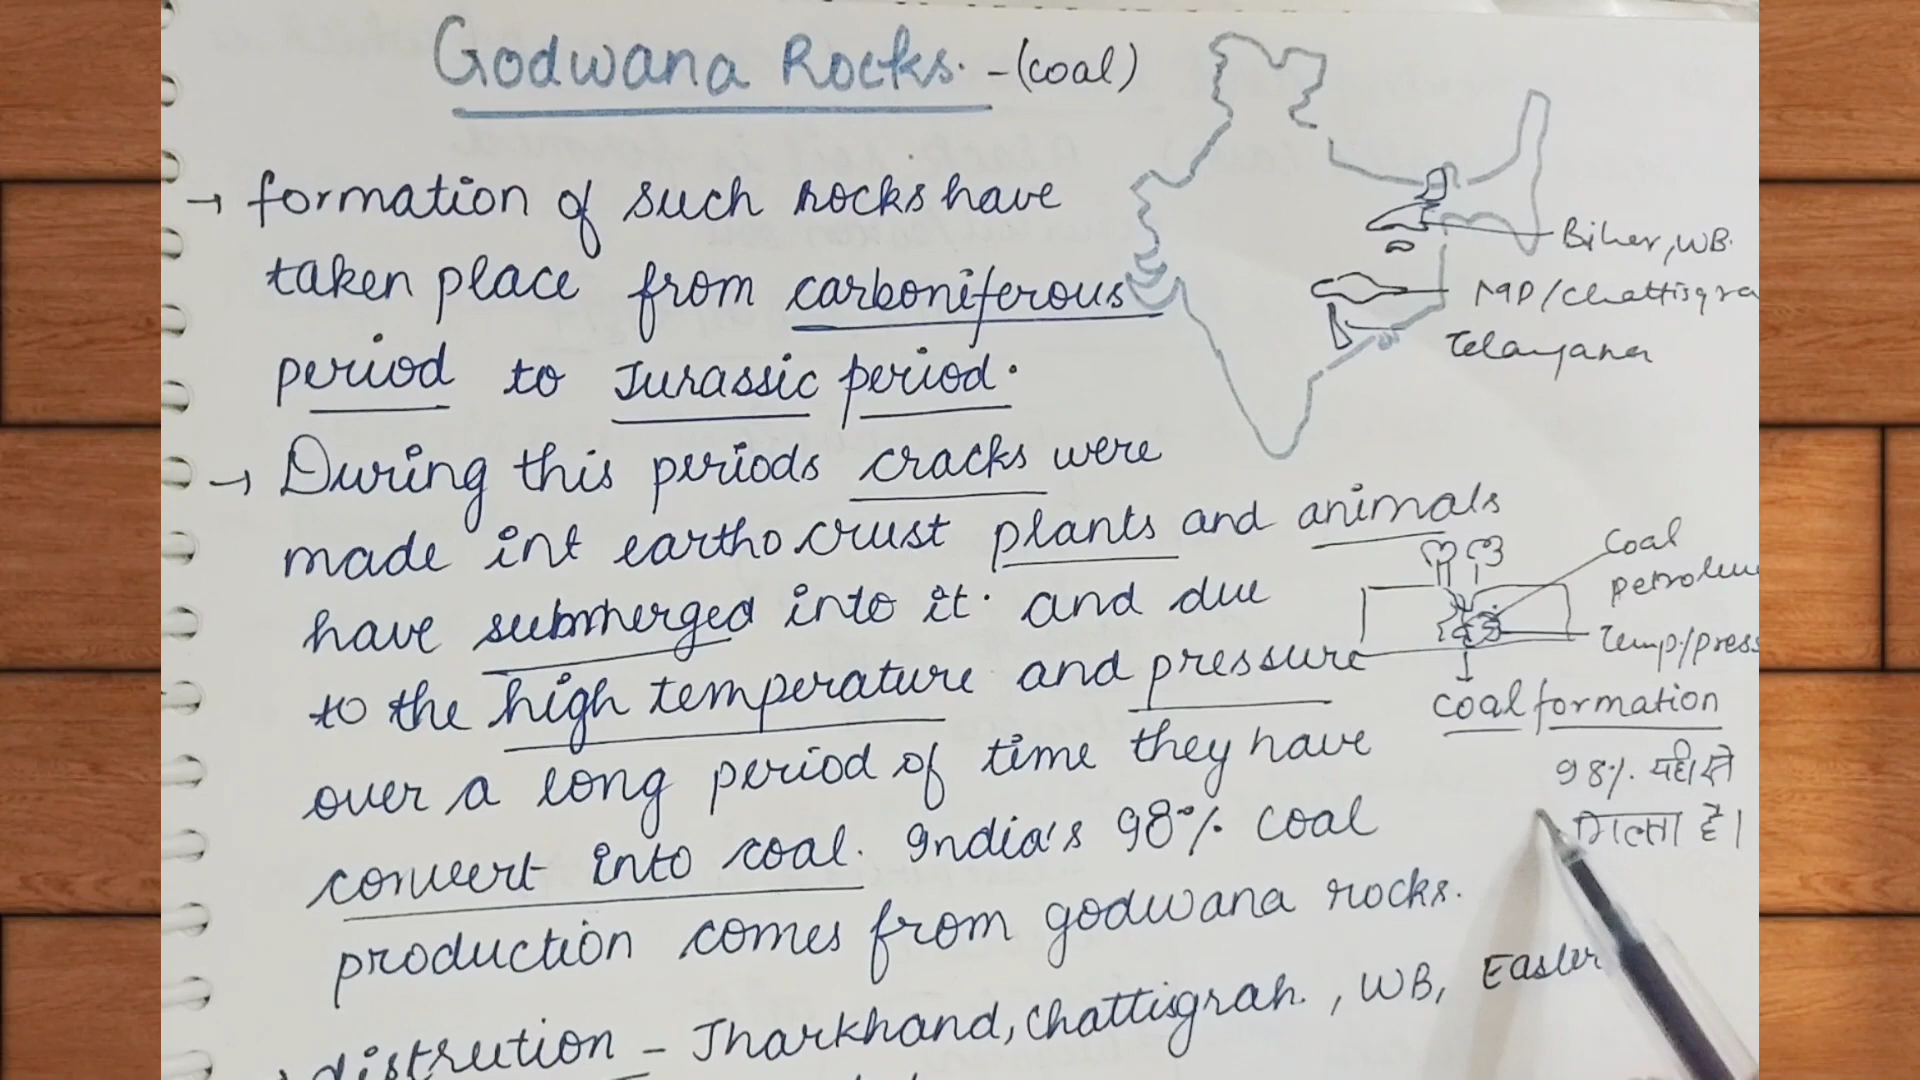 Godwana Rocks. - (coal)
→ formation of such rocks have
taken place from carboniferous
period to Jurassic period.
→ During this periods cracks were
made int eartho crust plants and animals
have submerged into it. and due
to the high temperature and pressure
over a long period of time they have
convert into coal. India's 98% coal
production comes from godwana rocks.
distrution - Jharkhand, Chattisgrah., WB, Easter
Biher, WB.
MP/Chattisgra
Telangana
Coal
petroleu
Temp./press
coal formation
98% यही से
मिलता है।